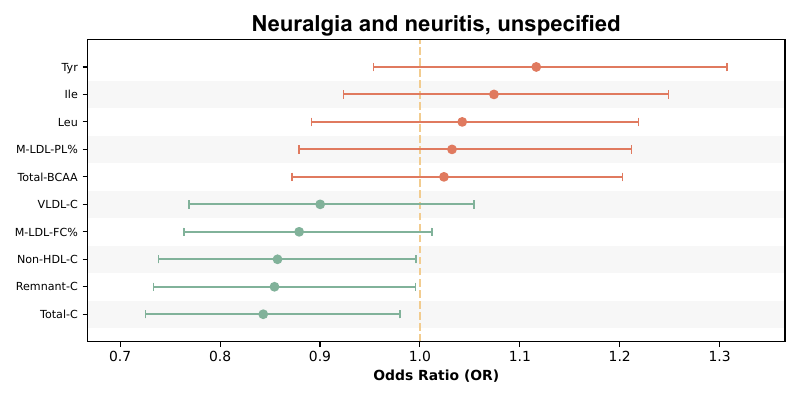 Neuralgia and neuritis, unspecified
Tyr
Ile
Leu
M-LDL-PL%
Total-BCAA
VLDL-C
M-LDL-FC%
Non-HDL-C
Remnant-C
Total-C
0.7 0.8 0.9 1.0 1.1 1.2 1.3
Odds Ratio (OR)